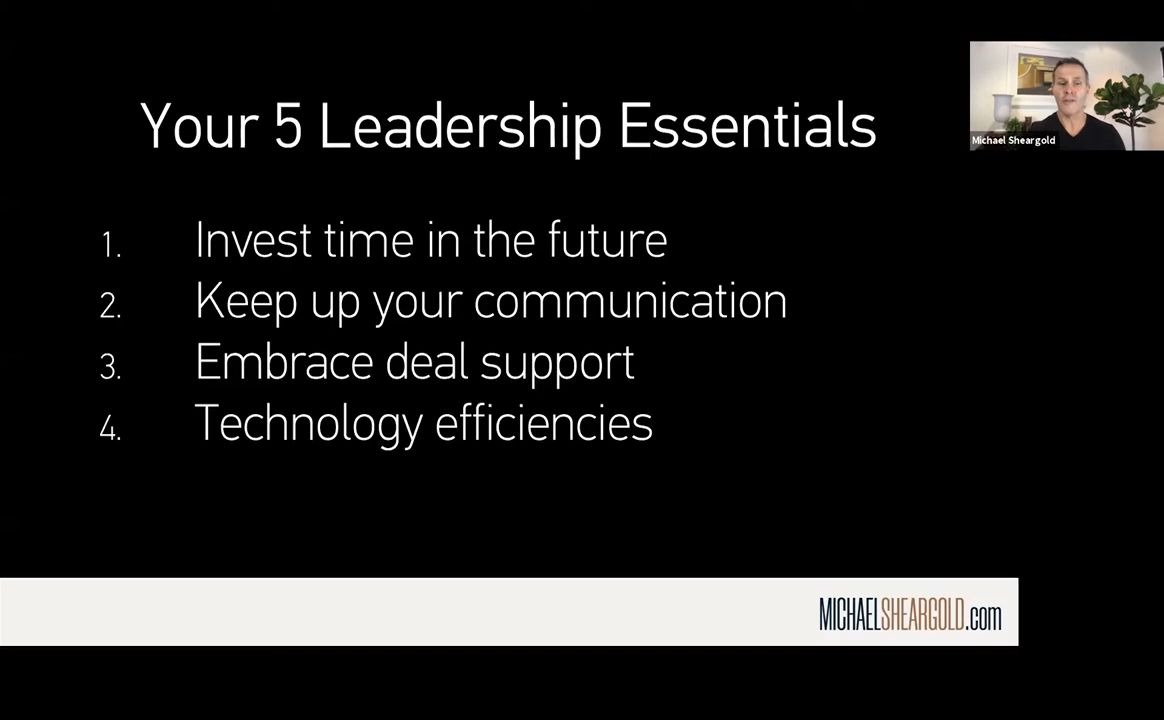 Your 5 Leadership Essentials
Michael Sheargold
1. Invest time in the future
2. Keep up your communication
3. Embrace deal support
4. Technology efficiencies
MICHAELSHEARGOLD.com